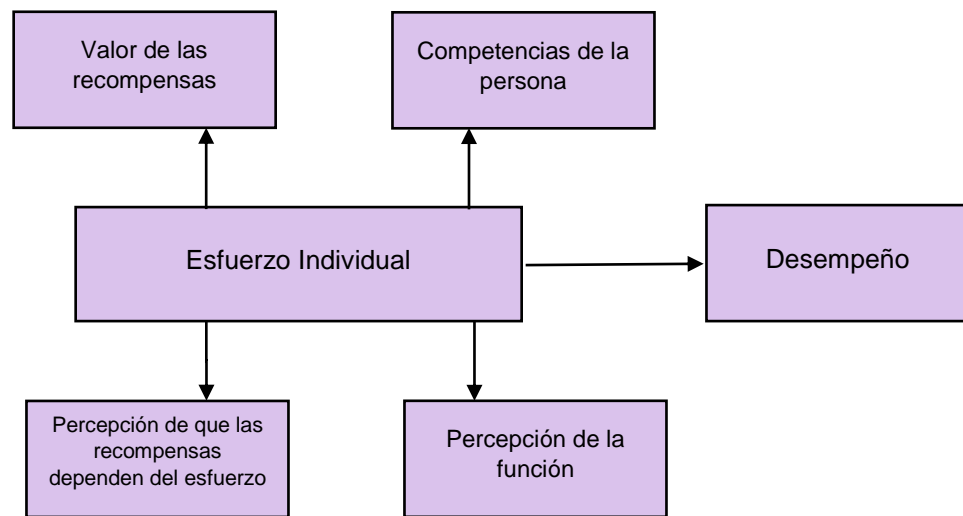 Valor de las
recompensas
Competencias de la
persona
Esfuerzo Individual
Desempeño
Percepción de que las
recompensas
dependen del esfuerzo
Percepción de la
función